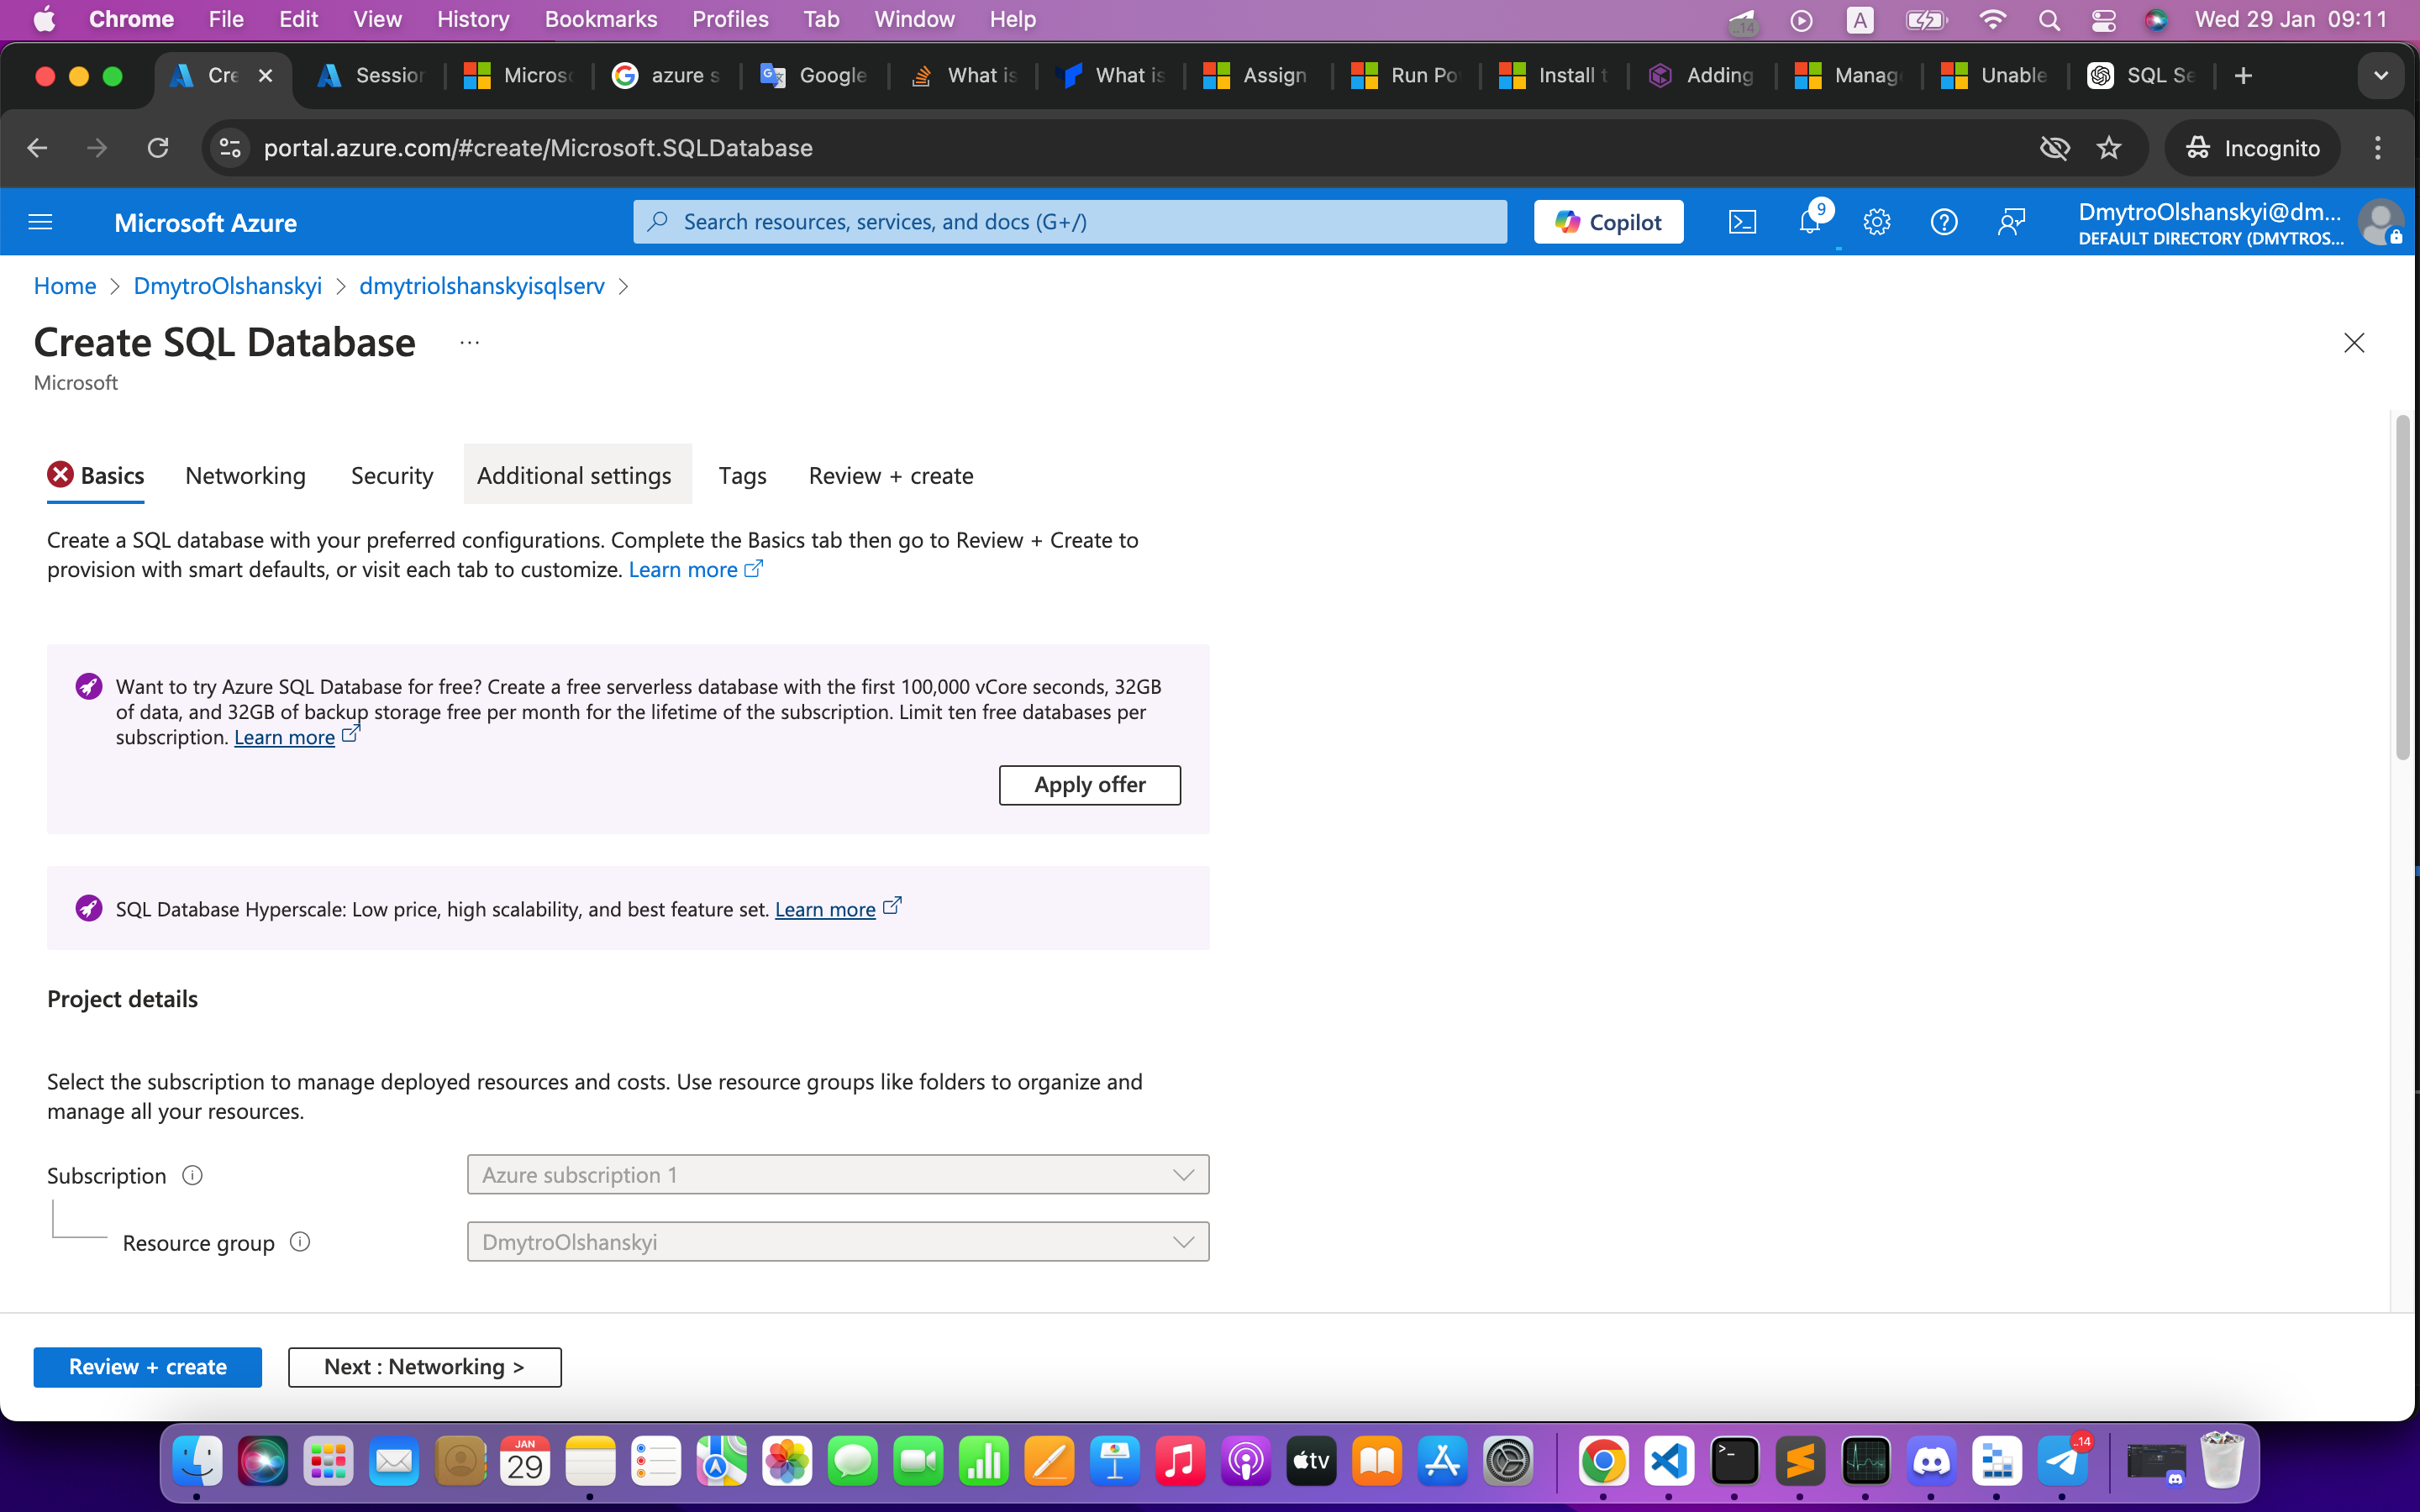 Chrome File Edit View History Bookmarks Profiles Tab Window Help
..14
A
Wed 29 Jan 09:11
Cre
Session
Microso
azure s
Google
What is
What is
Assign
Run Po
Install t
Adding
Manag
Unable
SQL Se
portal.azure.com/#create/Microsoft.SQLDatabase
Incognito
Microsoft Azure
Search resources, services, and docs (G+/)
Copilot
9
DmytroOlshanskyi@dm...
DEFAULT DIRECTORY (DMYTROS...
Home > DmytroOlshanskyi > dmytriolshanskyisqlserv >
Create SQL Database ...
Microsoft
Basics Networking Security Additional settings Tags Review + create
Create a SQL database with your preferred configurations. Complete the Basics tab then go to Review + Create to
provision with smart defaults, or visit each tab to customize. Learn more
Want to try Azure SQL Database for free? Create a free serverless database with the first 100,000 vCore seconds, 32GB
of data, and 32GB of backup storage free per month for the lifetime of the subscription. Limit ten free databases per
subscription. Learn more
Apply offer
SQL Database Hyperscale: Low price, high scalability, and best feature set. Learn more
Project details
Select the subscription to manage deployed resources and costs. Use resource groups like folders to organize and
manage all your resources.
Subscription
Azure subscription 1
Resource group
DmytroOlshanskyi
Review + create
Next : Networking >
JAN
29
tv
..14